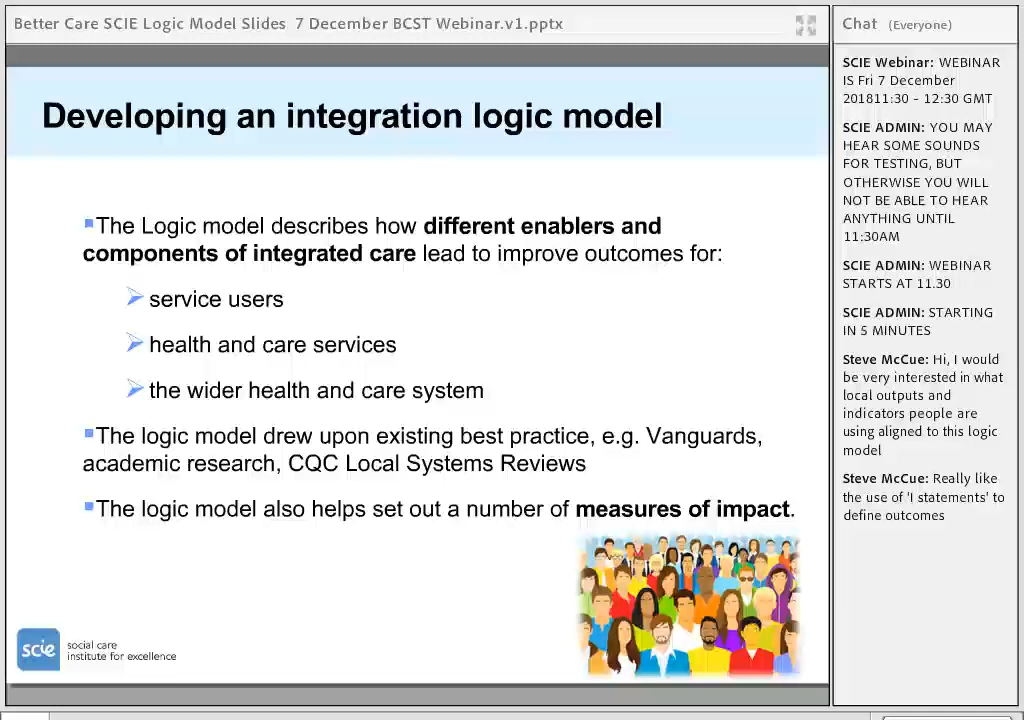 Better Care SCIE Logic Model Slides 7 December BCST Webinar.v1.pptx
Developing an integration logic model
The Logic model describes how different enablers and
components of integrated care lead to improve outcomes for:
service users
health and care services
the wider health and care system
The logic model drew upon existing best practice, e.g. Vanguards,
academic research, CQC Local Systems Reviews
The logic model also helps set out a number of measures of impact.
scie
social care
institute for excellence
Chat (Everyone)
SCIE Webinar: WEBINAR
IS Fri 7 December
201811:30 - 12:30 GMT
SCIE ADMIN: YOU MAY
HEAR SOME SOUNDS
FOR TESTING, BUT
OTHERWISE YOU WILL
NOT BE ABLE TO HEAR
ANYTHING UNTIL
11:30AM
SCIE ADMIN: WEBINAR
STARTS AT 11.30
SCIE ADMIN: STARTING
IN 5 MINUTES
Steve McCue: Hi, I would
be very interested in what
local outputs and
indicators people are
using aligned to this logic
model
Steve McCue: Really like
the use of 'I statements' to
define outcomes